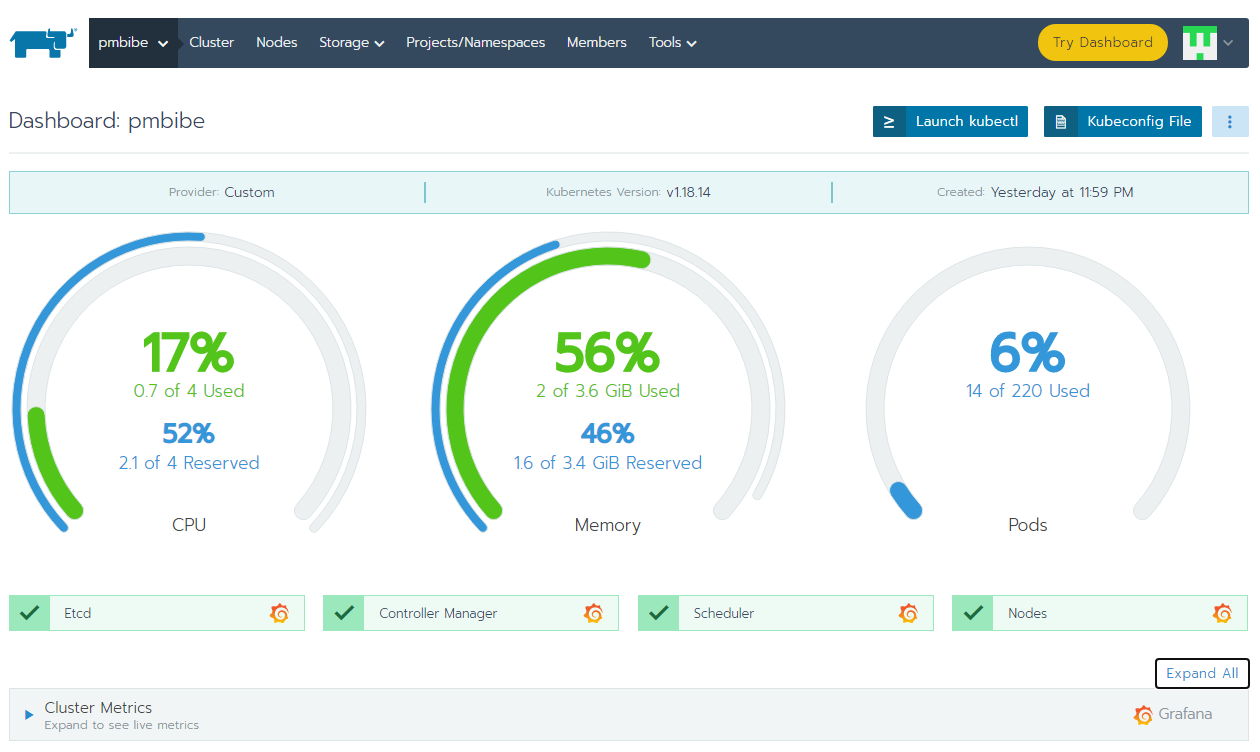 pmbibe Cluster Nodes Storage Projects/Namespaces Members Tools Try Dashboard
Dashboard: pmbibe
Launch kubectl Kubeconfig File
Provider: Custom Kubernetes Version: v1.18.14 Created: Yesterday at 11:59 PM
17%
0.7 of 4 Used
52%
2.1 of 4 Reserved
CPU
56%
2 of 3.6 GiB Used
46%
1.6 of 3.4 GiB Reserved
Memory
6%
14 of 220 Used
Pods
Etcd Controller Manager Scheduler Nodes
Expand All
Cluster Metrics
Expand to see live metrics
Grafana